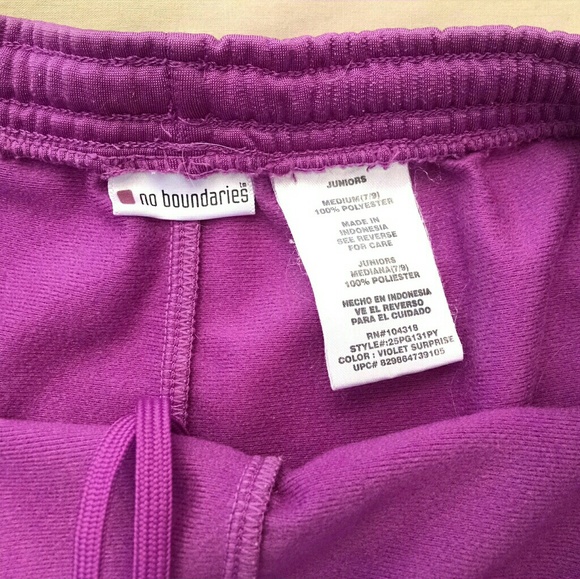 no boundaries
JUNIORS
MEDIUM(7/9)
100% POLYESTER
MADE IN
INDONESIA
SEE REVERSE
FOR CARE
JUNIORS
MEDIANA(7/9)
100% POLIESTER
HECHO EN INDONESIA
VE EL REVERSO
PARA EL CUIDADO
RN#104318
STYLE#:25PG131PY
COLOR : VIOLET SURPRISE
UPC# 829864739105